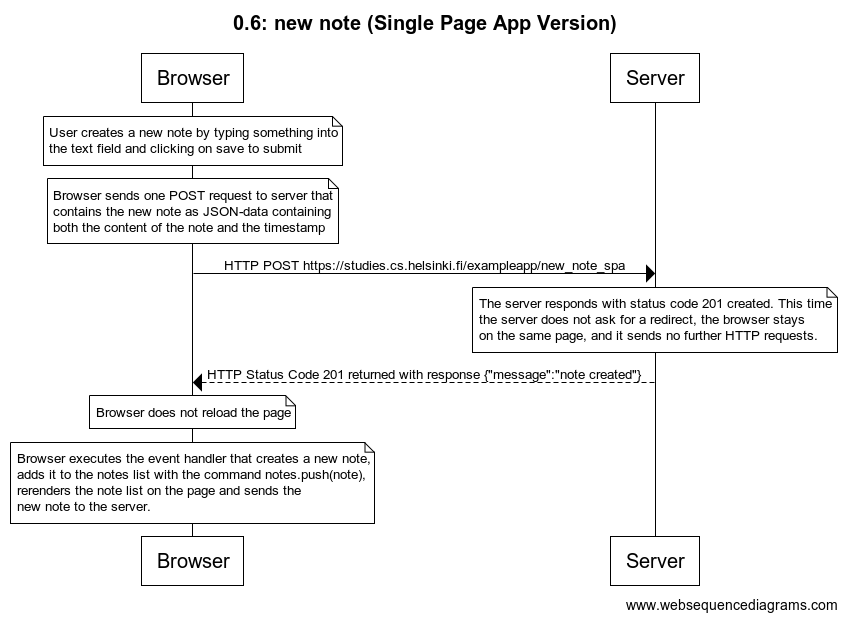 0.6: new note (Single Page App Version)
Browser
Server
User creates a new note by typing something into
the text field and clicking on save to submit
Browser sends one POST request to server that
contains the new note as JSON-data containing
both the content of the note and the timestamp
HTTP POST https://studies.cs.helsinki.fi/exampleapp/new_note_spa
The server responds with status code 201 created. This time
the server does not ask for a redirect, the browser stays
on the same page, and it sends no further HTTP requests.
HTTP Status Code 201 returned with response {"message":"note created"}
Browser does not reload the page
Browser executes the event handler that creates a new note,
adds it to the notes list with the command notes.push(note),
rerenders the note list on the page and sends the
new note to the server.
Browser
Server
www.websequencediagrams.com